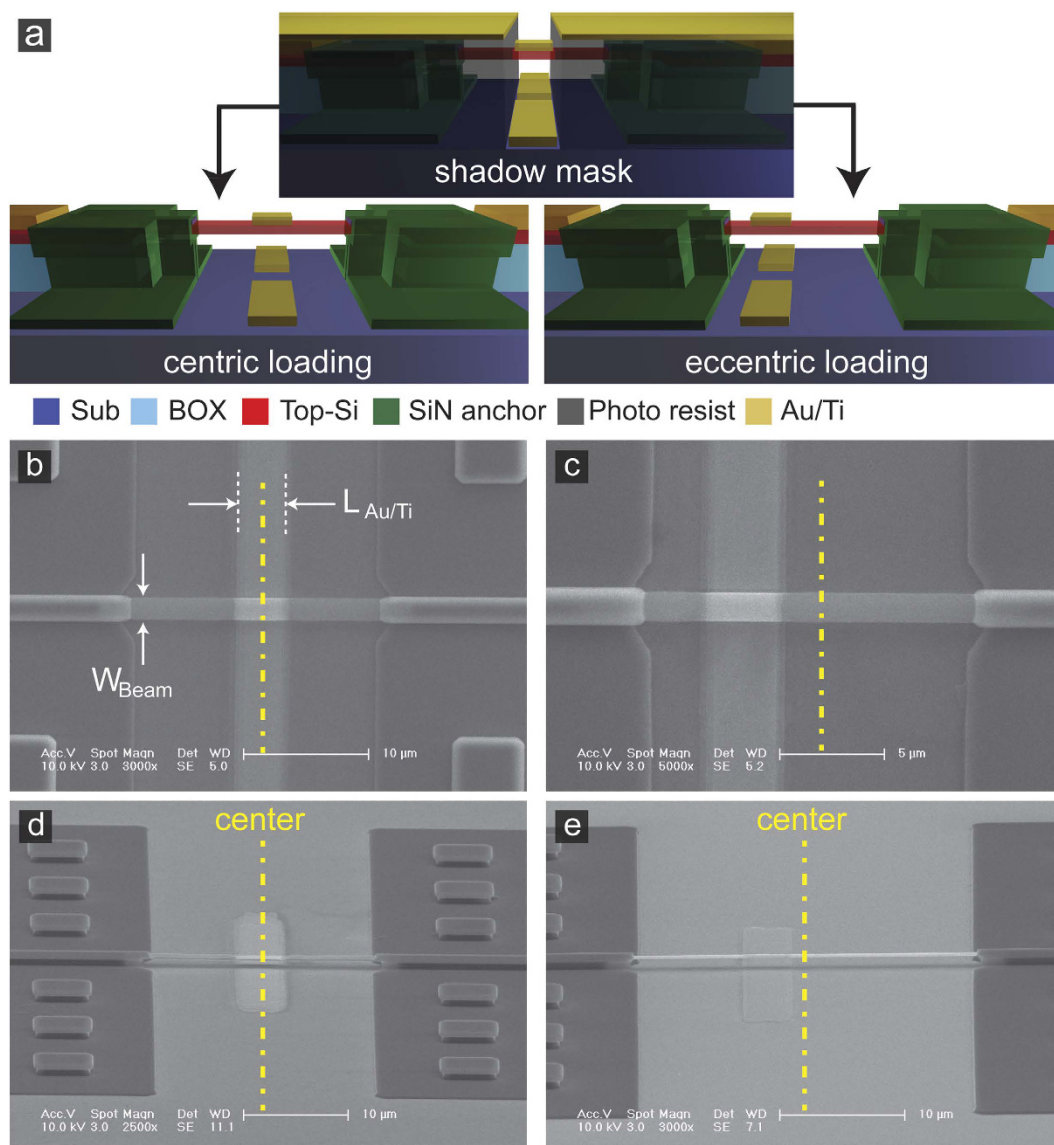 a
shadow mask
centric loading
eccentric loading
Sub BOX Top-Si SiN anchor Photo resist Au/Ti
b
L Au/Ti
W Beam
Acc.V Spot Magn Det WD
10.0 kV 3.0 3000x SE 5.0 10 µm
c
Acc.V Spot Magn Det WD
10.0 kV 3.0 5000x SE 5.2 5 µm
d
center
Acc.V Spot Magn Det WD
10.0 kV 3.0 2500x SE 11.1 10 µm
e
center
Acc.V Spot Magn Det WD
10.0 kV 3.0 3000x SE 7.1 10 µm